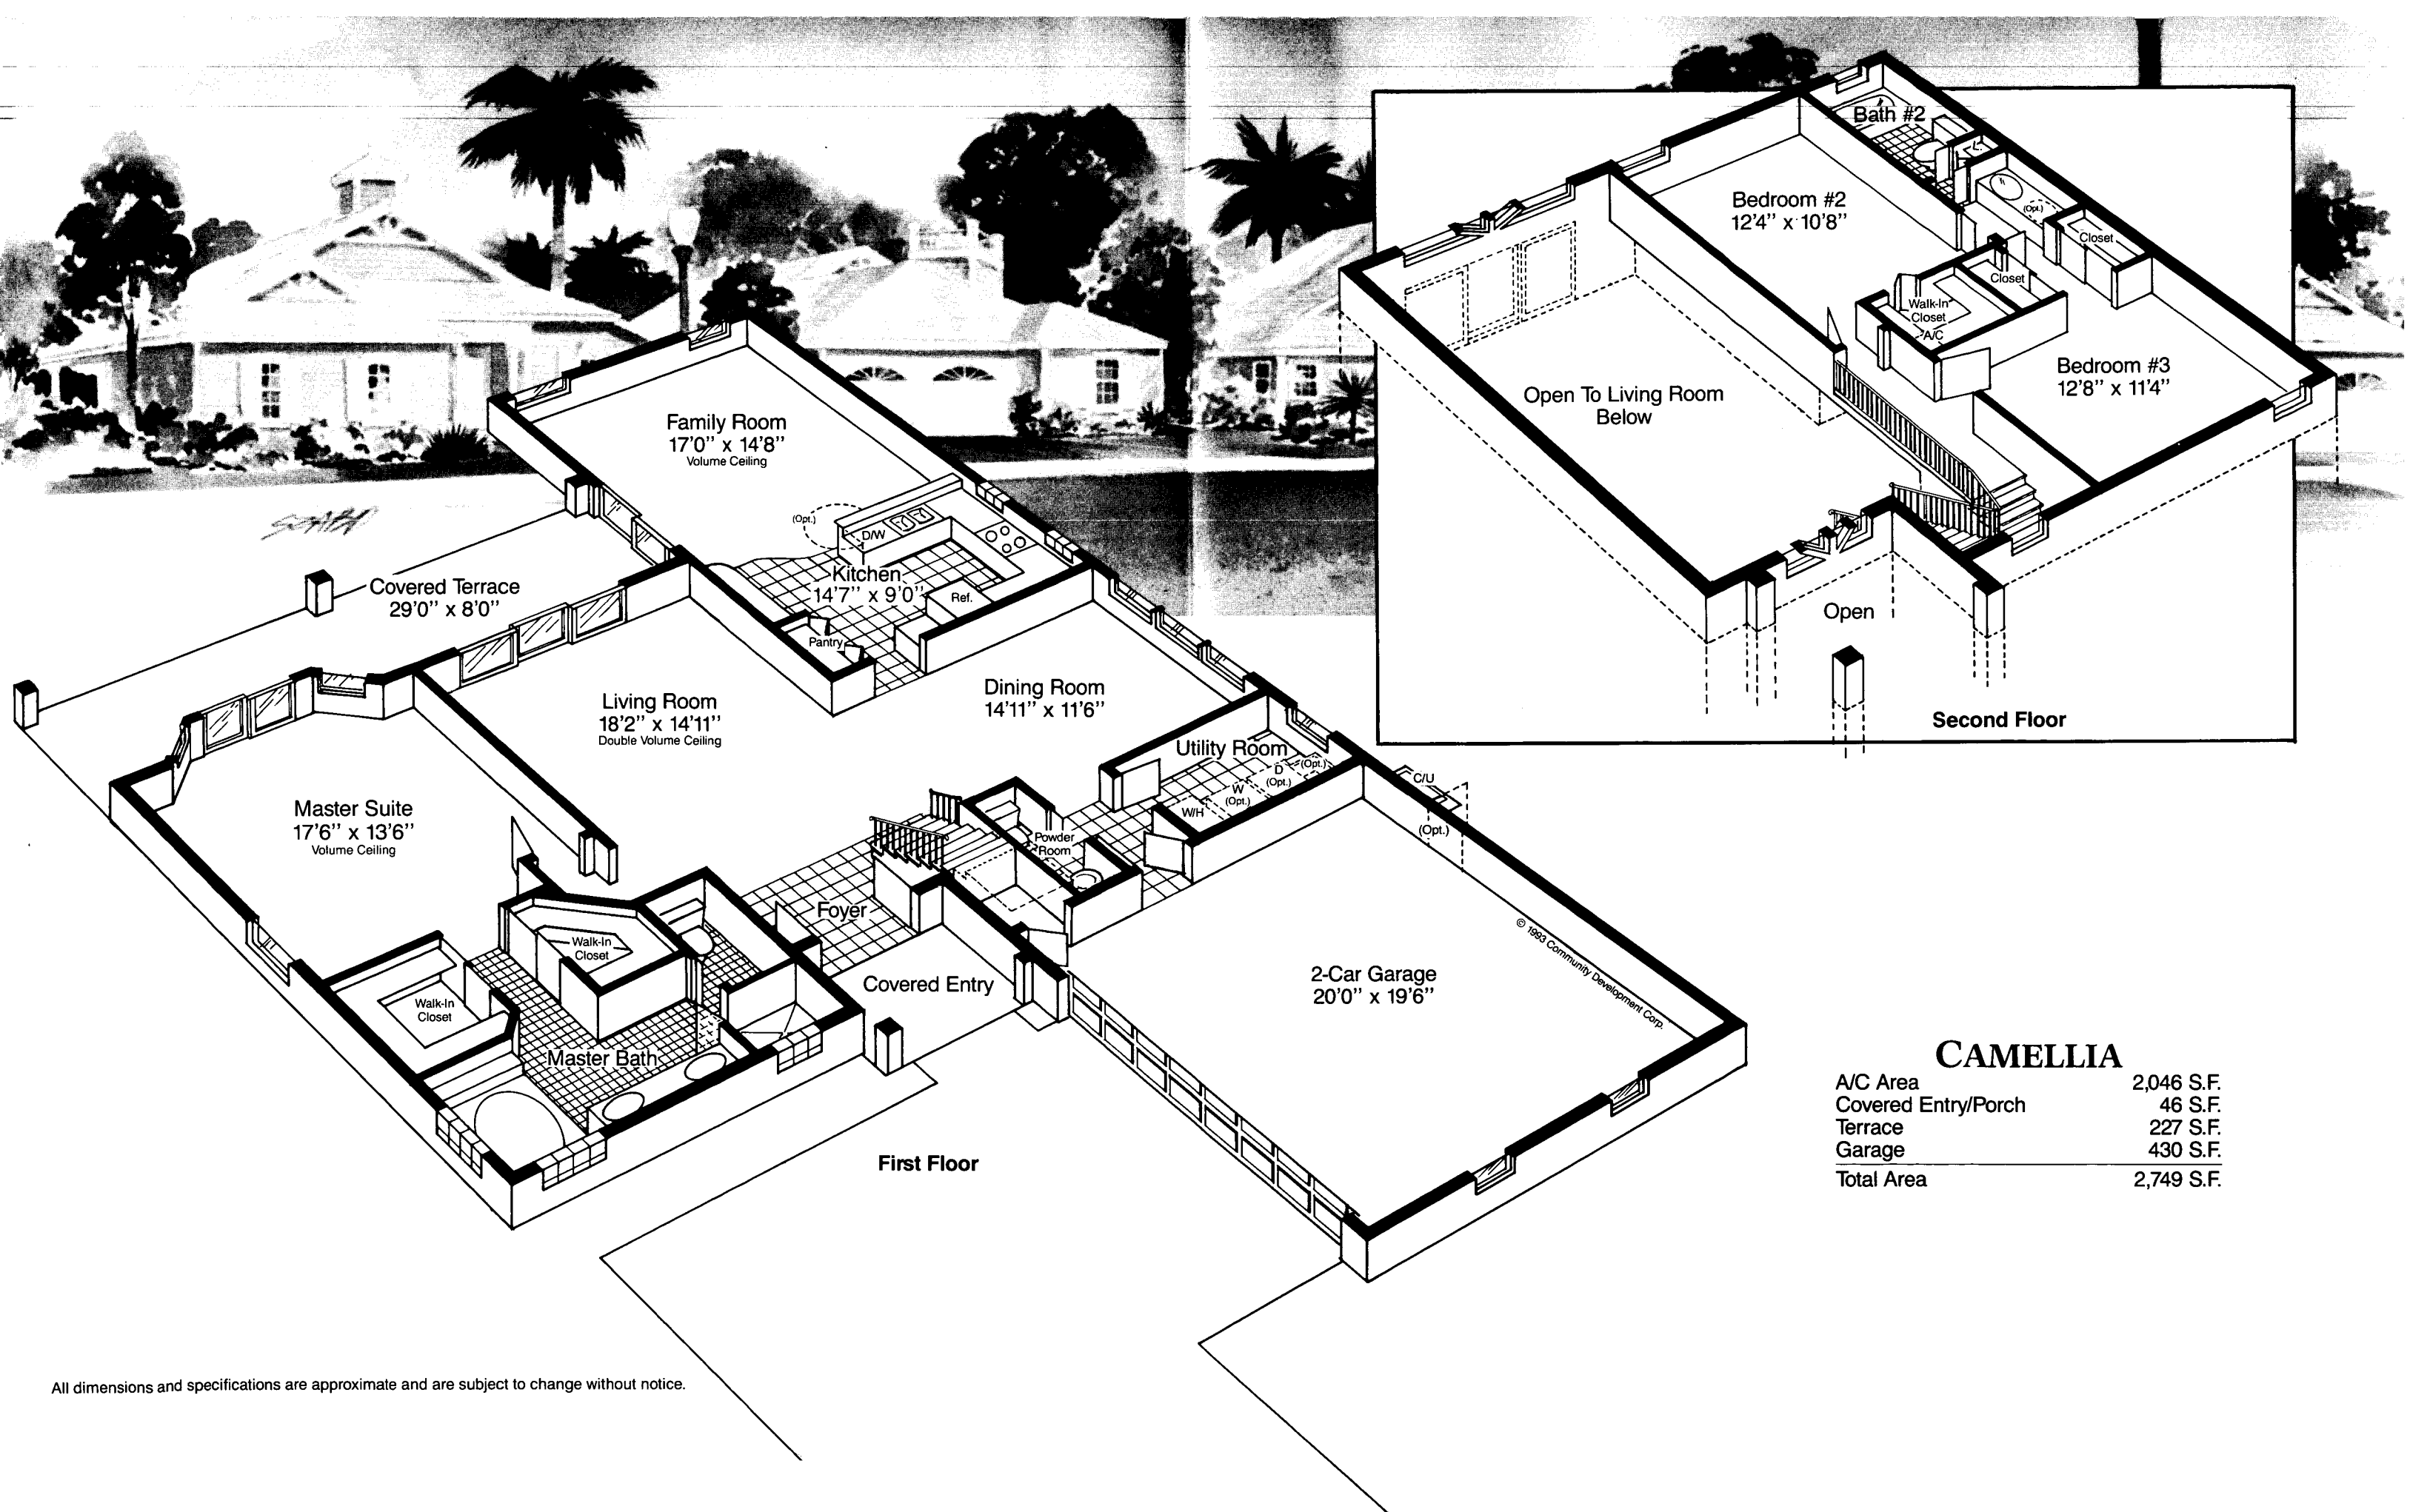 Bath #2
Bedroom #2
12'4" x 10'8"
(Opt.)
Closet
Closet
Walk-In
Closet
A/C
Bedroom #3
12'8" x 11'4"
Open To Living Room
Below
Open
Second Floor
Family Room
17'0" x 14'8"
Volume Ceiling
(Opt.)
D/W
Kitchen
14'7" x 9'0"
Ref.
Pantry
Covered Terrace
29'0" x 8'0"
Living Room
18'2" x 14'11"
Double Volume Ceiling
Dining Room
14'11" x 11'6"
Utility Room
D
(Opt.)
(Opt.)
W
(Opt.)
W/H
C/U
(Opt.)
Master Suite
17'6" x 13'6"
Volume Ceiling
Powder
Room
Foyer
Walk-In
Closet
Walk-In
Closet
Master Bath
Covered Entry
2-Car Garage
20'0" x 19'6"
© 1993 Community Development Corp.
First Floor
CAMELLIA
A/C Area 2,046 S.F.
Covered Entry/Porch 46 S.F.
Terrace 227 S.F.
Garage 430 S.F.
Total Area 2,749 S.F.
All dimensions and specifications are approximate and are subject to change without notice.